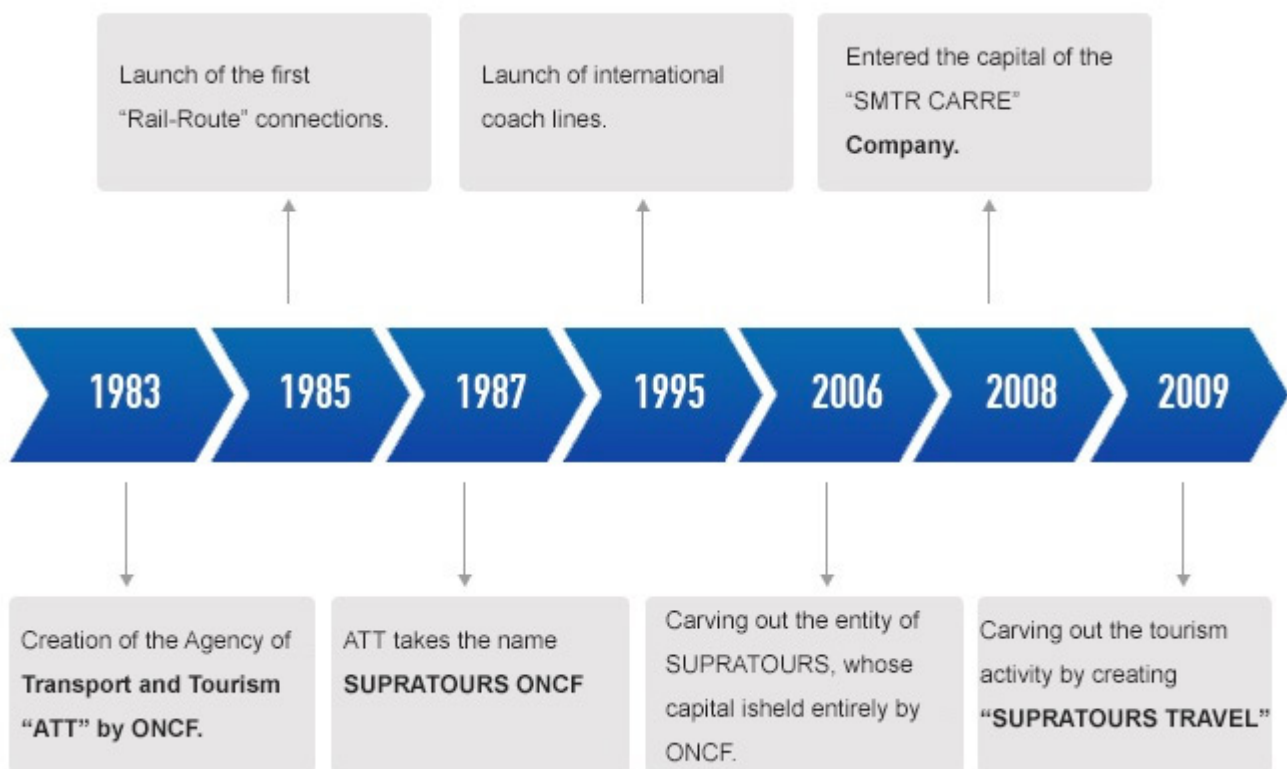 Launch of the first
“Rail-Route” connections.
Launch of international
coach lines.
Entered the capital of the
“SMTR CARRE”
Company.
1983
1985
1987
1995
2006
2008
2009
Creation of the Agency of
Transport and Tourism
“ATT” by ONCF.
ATT takes the name
SUPRATOURS ONCF
Carving out the entity of
SUPRATOURS, whose
capital isheld entirely by
ONCF.
Carving out the tourism
activity by creating
“SUPRATOURS TRAVEL”